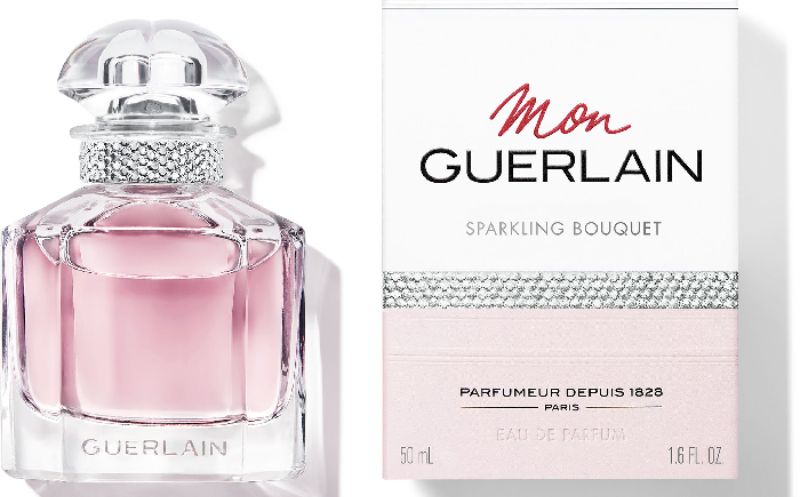 GUERLAIN
Mon
GUERLAIN
SPARKLING BOUQUET
PARFUMEUR DEPUIS 1828
PARIS
EAU DE PARFUM
50 mL 1.6 FL. OZ.